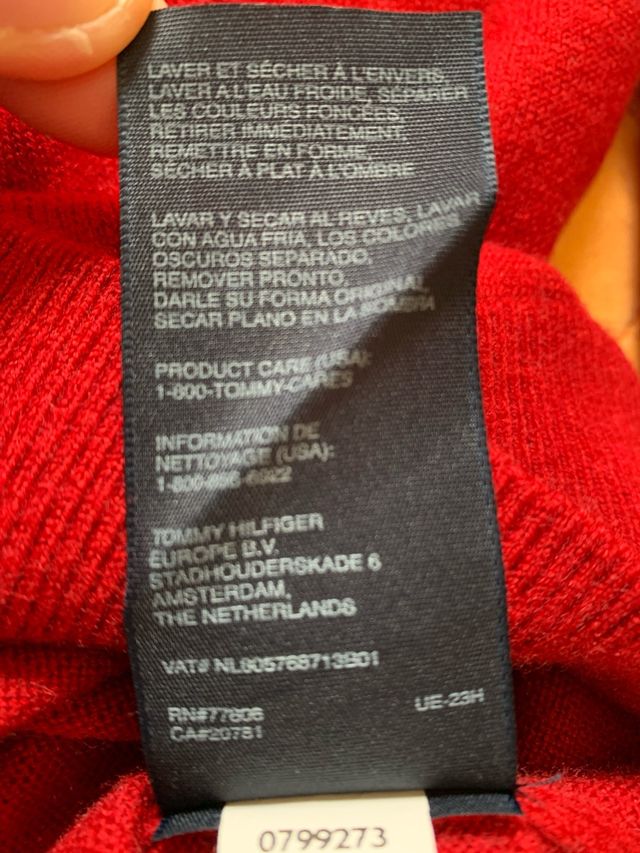 LAVER ET SÉCHER À L'ENVERS.
LAVER A L'EAU FROIDE, SÉPARER
LES COULEURS FONCÉES.
RETIRER IMMÉDIATEMENT.
REMETTRE EN FORME.
SÉCHER À PLAT À L'OMBRE
LAVAR Y SECAR AL REVES, LAVAR
CON AGUA FRIA. LOS COLORES
OSCUROS SEPARADO.
REMOVER PRONTO.
DARLE SU FORMA ORIGINAL
SECAR PLANO EN LA SOMBRA
PRODUCT CARE (USA):
1-800-TOMMY-CARES
INFORMATION DE
NETTOYAGE (USA):
TOMMY HILFIGER
EUROPE B.V.
STADHOUDERSKADE 6
AMSTERDAM,
THE NETHERLANDS
VAT# NL805768713B01
UE-23H
RN#77806
CA#20781
0799273